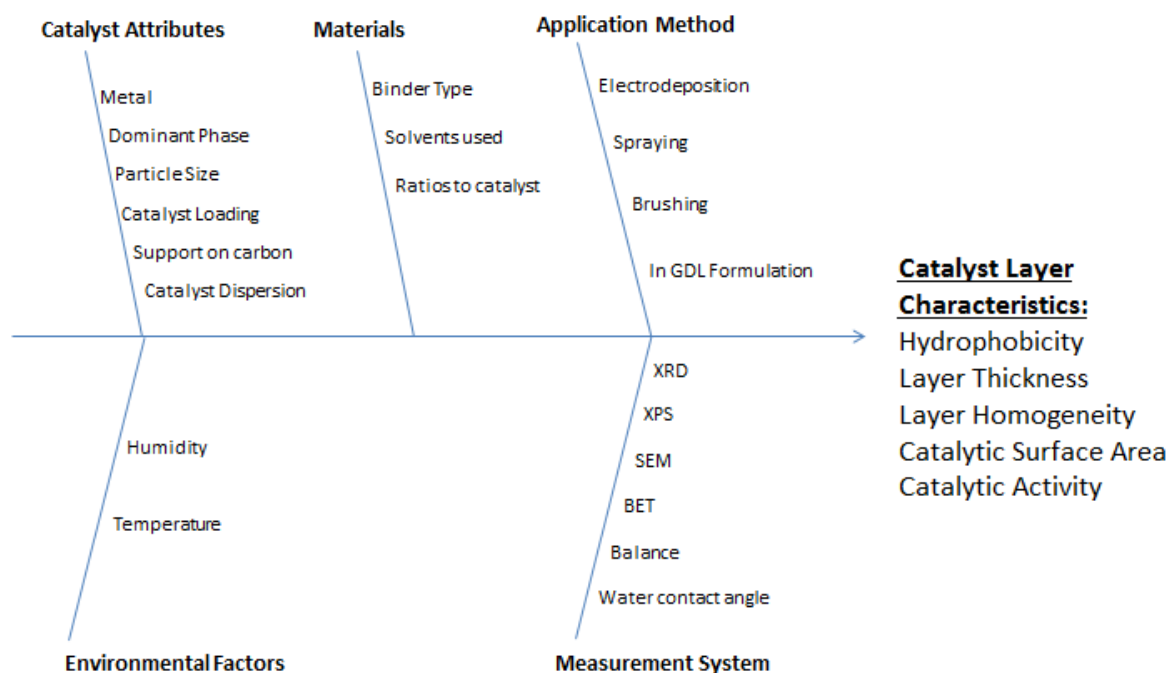 Catalyst Attributes
Metal
Dominant Phase
Particle Size
Catalyst Loading
Support on carbon
Catalyst Dispersion
Materials
Binder Type
Solvents used
Ratios to catalyst
Application Method
Electrodeposition
Spraying
Brushing
In GDL Formulation
Humidity
Temperature
Environmental Factors
XRD
XPS
SEM
BET
Balance
Water contact angle
Measurement System
Catalyst Layer
Characteristics:
Hydrophobicity
Layer Thickness
Layer Homogeneity
Catalytic Surface Area
Catalytic Activity